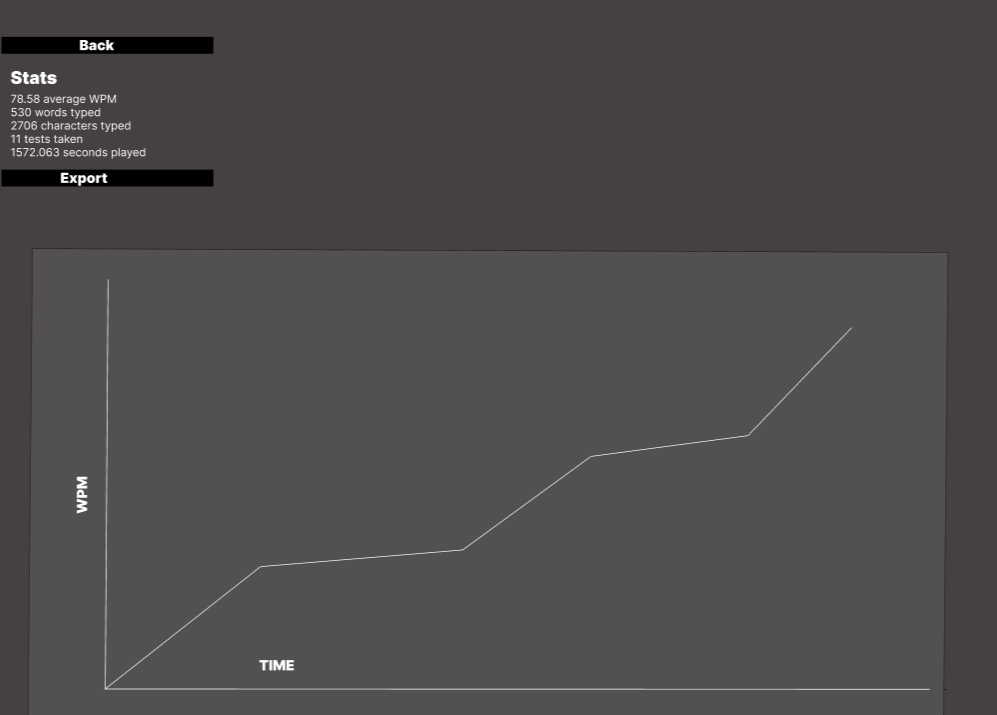 Back
Stats
78.58 average WPM
530 words typed
2706 characters typed
11 tests taken
1572.063 seconds played
Export
WPM
TIME